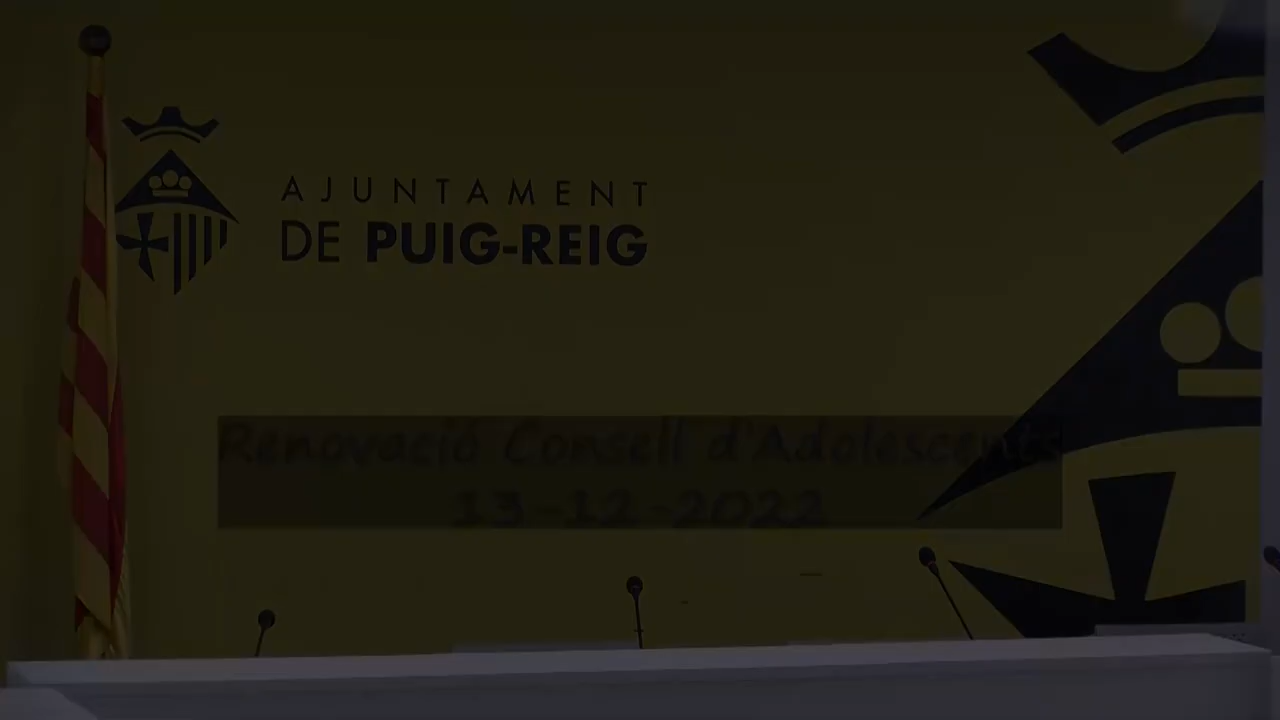 AJUNTAMENT
DE PUIG-REIG
Renovació Consell d'Adolescents
13-12-2022